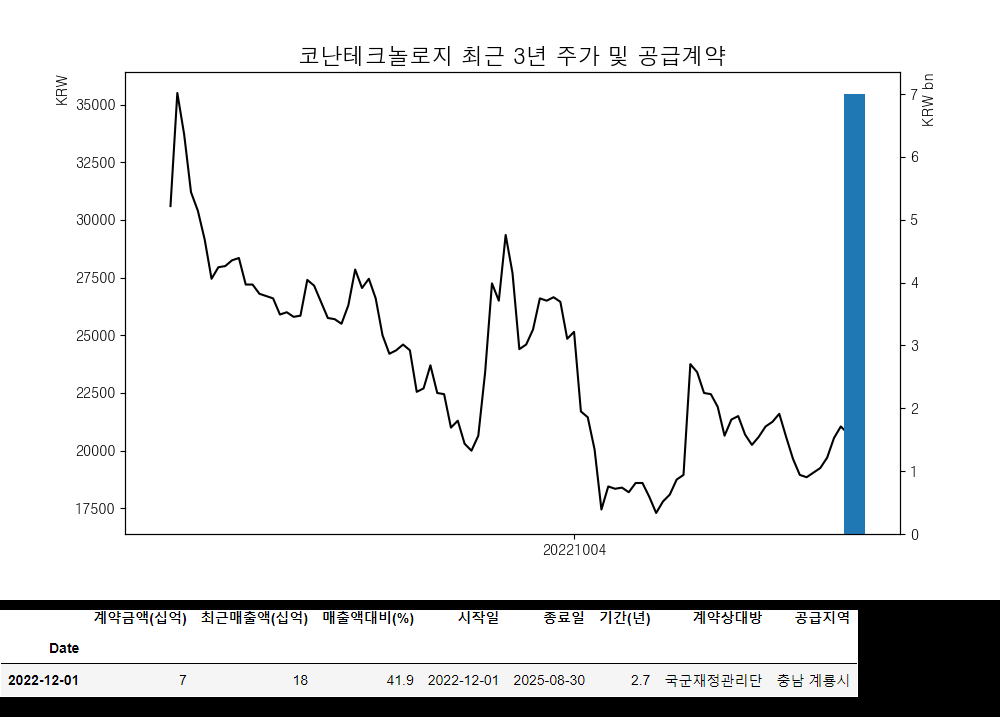 코난테크놀로지 최근 3년 주가 및 공급계약
KRW
KRW bn
35000
32500
30000
27500
25000
22500
20000
17500
7
6
5
4
3
2
1
0
20221004
계약금액(십억) 최근매출액(십억) 매출액대비(%) 시작일 종료일 기간(년) 계약상대방 공급지역
Date
2022-12-01 7 18 41.9 2022-12-01 2025-08-30 2.7 국군재정관리단 충남 계룡시